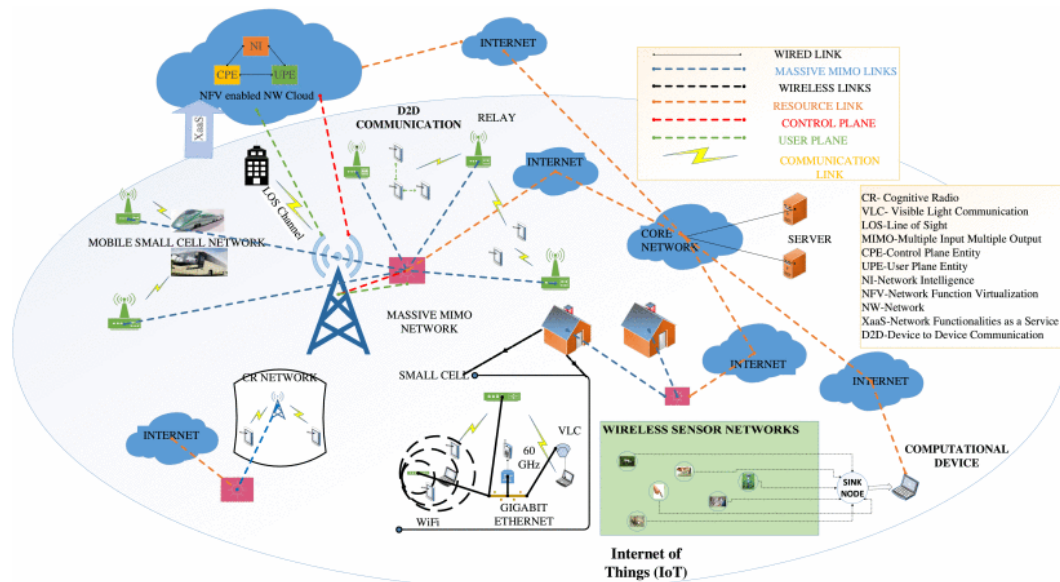 INTERNET
NI
CPE
UPE
NFV enabled NW Cloud
XaaS
D2D
COMMUNICATION
RELAY
LOS Channel
INTERNET
WIRED LINK
MASSIVE MIMO LINKS
WIRELESS LINKS
RESOURCE LINK
CONTROL PLANE
USER PLANE
COMMUNICATION
LINK
CR- Cognitive Radio
VLC- Visible Light Communication
LOS-Line of Sight
MIMO-Multiple Input Multiple Output
CPE-Control Plane Entity
UPE-User Plane Entity
NI-Network Intelligence
NFV-Network Function Virtualization
NW-Network
XaaS-Network Functionalities as a Service
D2D-Device to Device Communication
MOBILE SMALL CELL NETWORK
CORE
NETWORK
SERVER
MASSIVE MIMO
NETWORK
SMALL CELL
INTERNET
INTERNET
CR NETWORK
INTERNET
VLC
60
GHz
WiFi
GIGABIT
ETHERNET
WIRELESS SENSOR NETWORKS
SINK
NODE
COMPUTATIONAL
DEVICE
Internet of
Things (IoT)